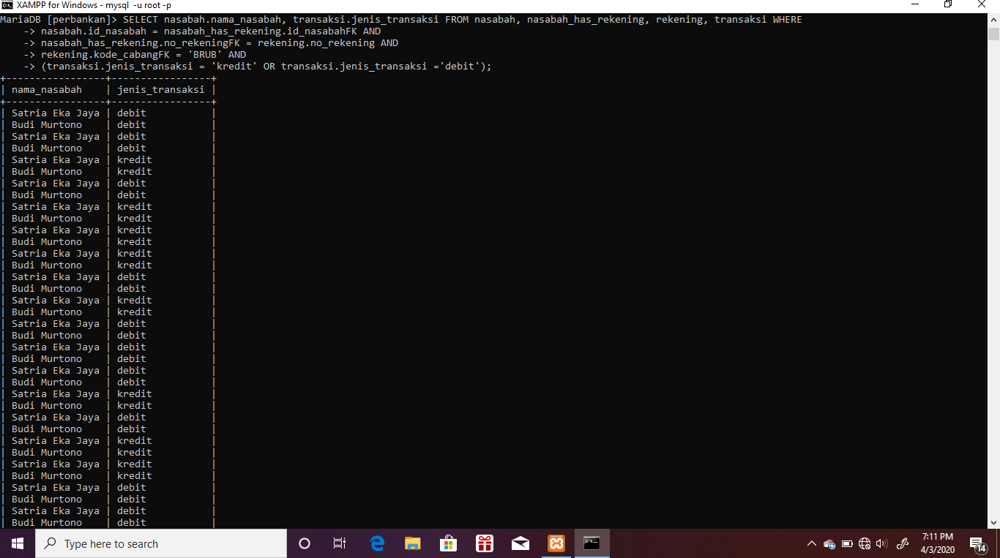 XAMPP for Windows - mysql -u root -p
MariaDB [perbankan]> SELECT nasabah.nama_nasabah, transaksi.jenis_transaksi FROM nasabah, nasabah_has_rekening, rekening, transaksi WHERE
    -> nasabah.id_nasabah = nasabah_has_rekening.id_nasabahFK AND
    -> nasabah_has_rekening.no_rekeningFK = rekening.no_rekening AND
    -> rekening.kode_cabangFK = 'BRUB' AND
    -> (transaksi.jenis_transaksi = 'kredit' OR transaksi.jenis_transaksi ='debit');
+-----------------+-----------------+
| nama_nasabah    | jenis_transaksi |
+-----------------+-----------------+
| Satria Eka Jaya | debit           |
| Budi Murtono    | debit           |
| Satria Eka Jaya | debit           |
| Budi Murtono    | debit           |
| Satria Eka Jaya | kredit          |
| Budi Murtono    | kredit          |
| Satria Eka Jaya | debit           |
| Budi Murtono    | debit           |
| Satria Eka Jaya | kredit          |
| Budi Murtono    | kredit          |
| Satria Eka Jaya | kredit          |
| Budi Murtono    | kredit          |
| Satria Eka Jaya | kredit          |
| Budi Murtono    | kredit          |
| Satria Eka Jaya | debit           |
| Budi Murtono    | debit           |
| Satria Eka Jaya | kredit          |
| Budi Murtono    | kredit          |
| Satria Eka Jaya | debit           |
| Budi Murtono    | debit           |
| Satria Eka Jaya | debit           |
| Budi Murtono    | debit           |
| Satria Eka Jaya | debit           |
| Budi Murtono    | debit           |
| Satria Eka Jaya | kredit          |
| Budi Murtono    | kredit          |
| Satria Eka Jaya | debit           |
| Budi Murtono    | debit           |
| Satria Eka Jaya | kredit          |
| Budi Murtono    | kredit          |
| Satria Eka Jaya | kredit          |
| Budi Murtono    | kredit          |
| Satria Eka Jaya | debit           |
| Budi Murtono    | debit           |
| Satria Eka Jaya | debit           |
| Budi Murtono    | debit           |
Type here to search
7:11 PM
4/3/2020
14